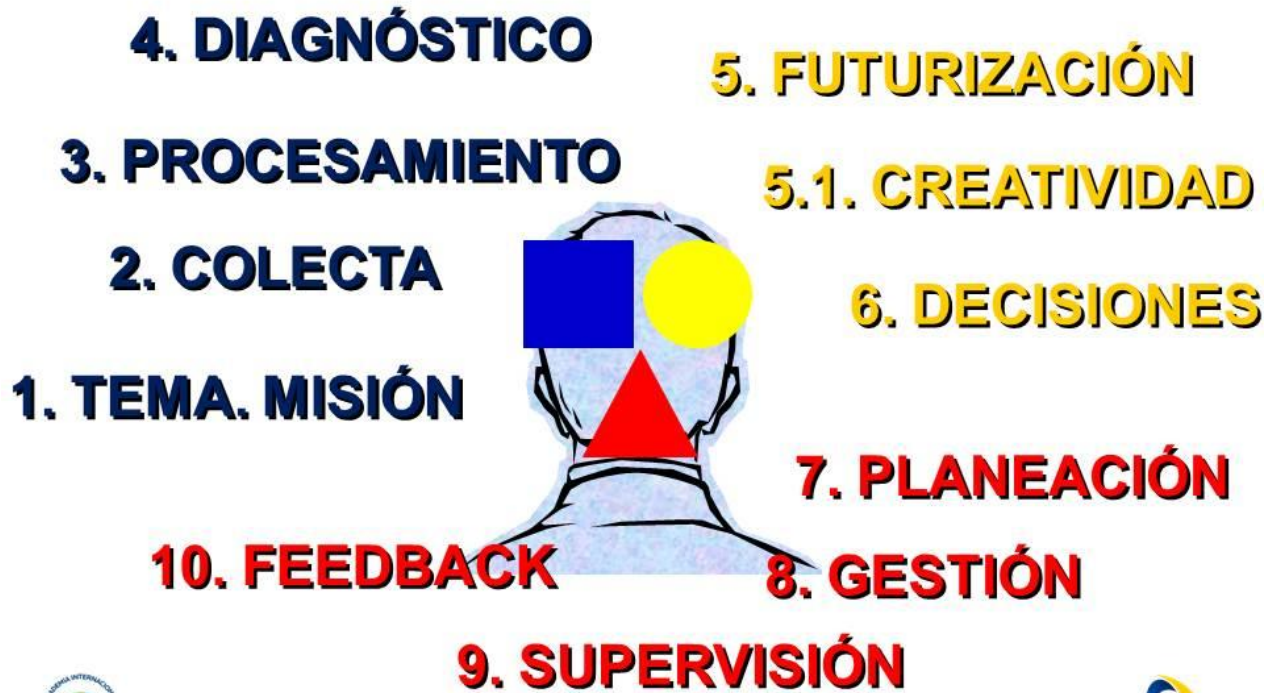 4. DIAGNÓSTICO
5. FUTURIZACIÓN
3. PROCESAMIENTO
5.1. CREATIVIDAD
2. COLECTA
6. DECISIONES
1. TEMA. MISIÓN
7. PLANEACIÓN
10. FEEDBACK
8. GESTIÓN
9. SUPERVISIÓN